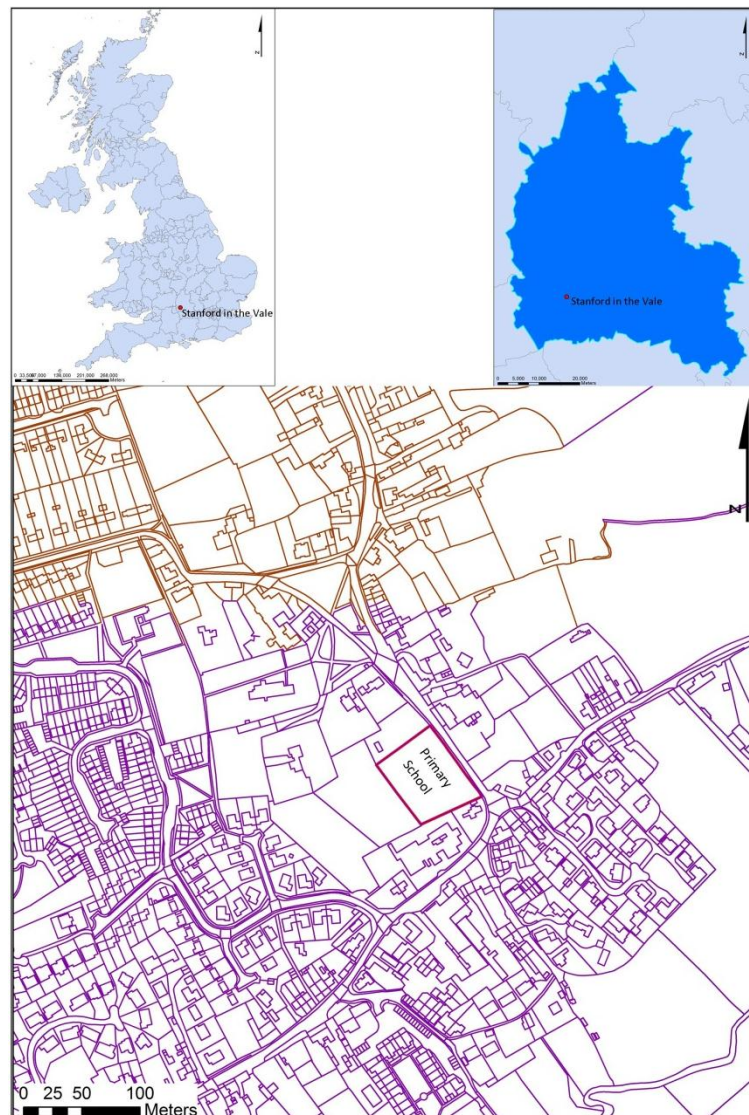 N
Stanford in the Vale
0 33,500 67,000 136,000 201,000 268,000
Meters
N
Stanford in the Vale
0 5,000 10,000 20,000
Meters
N
Primary
School
0 25 50 100
Meters